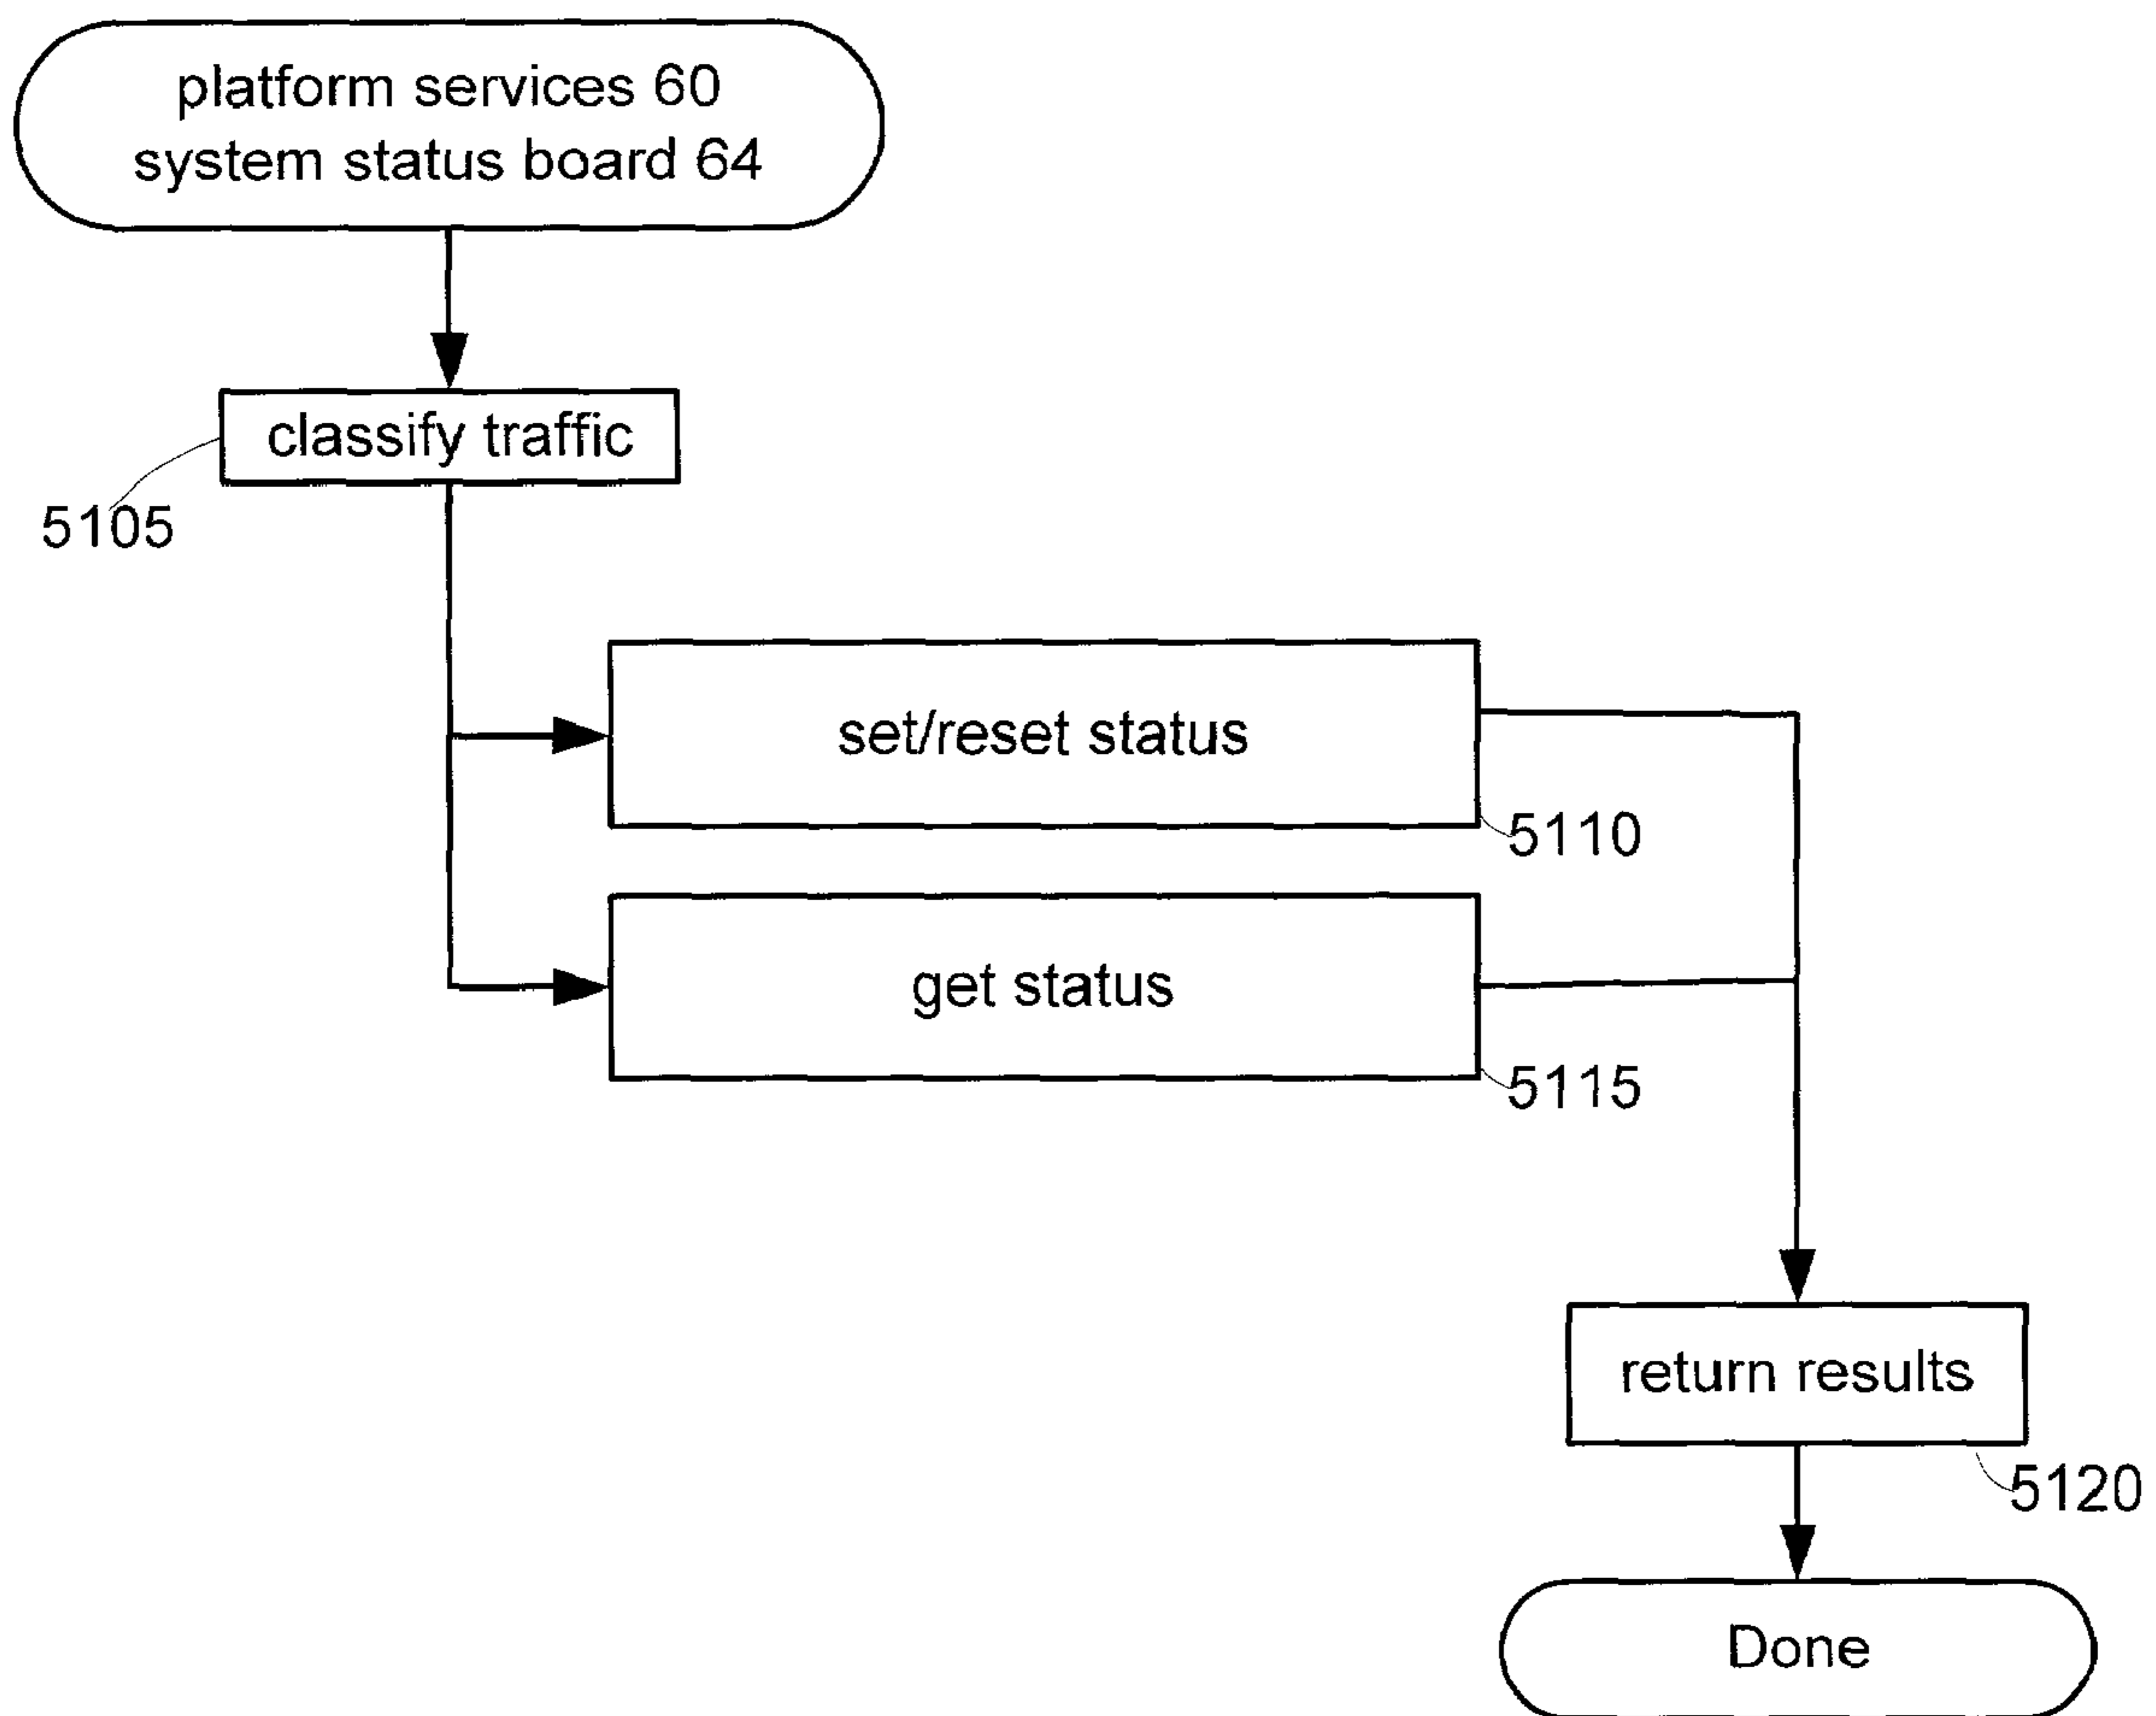 platform services 60
system status board 64
classify traffic
5105
set/reset status
5110
get status
5115
return results
5120
Done